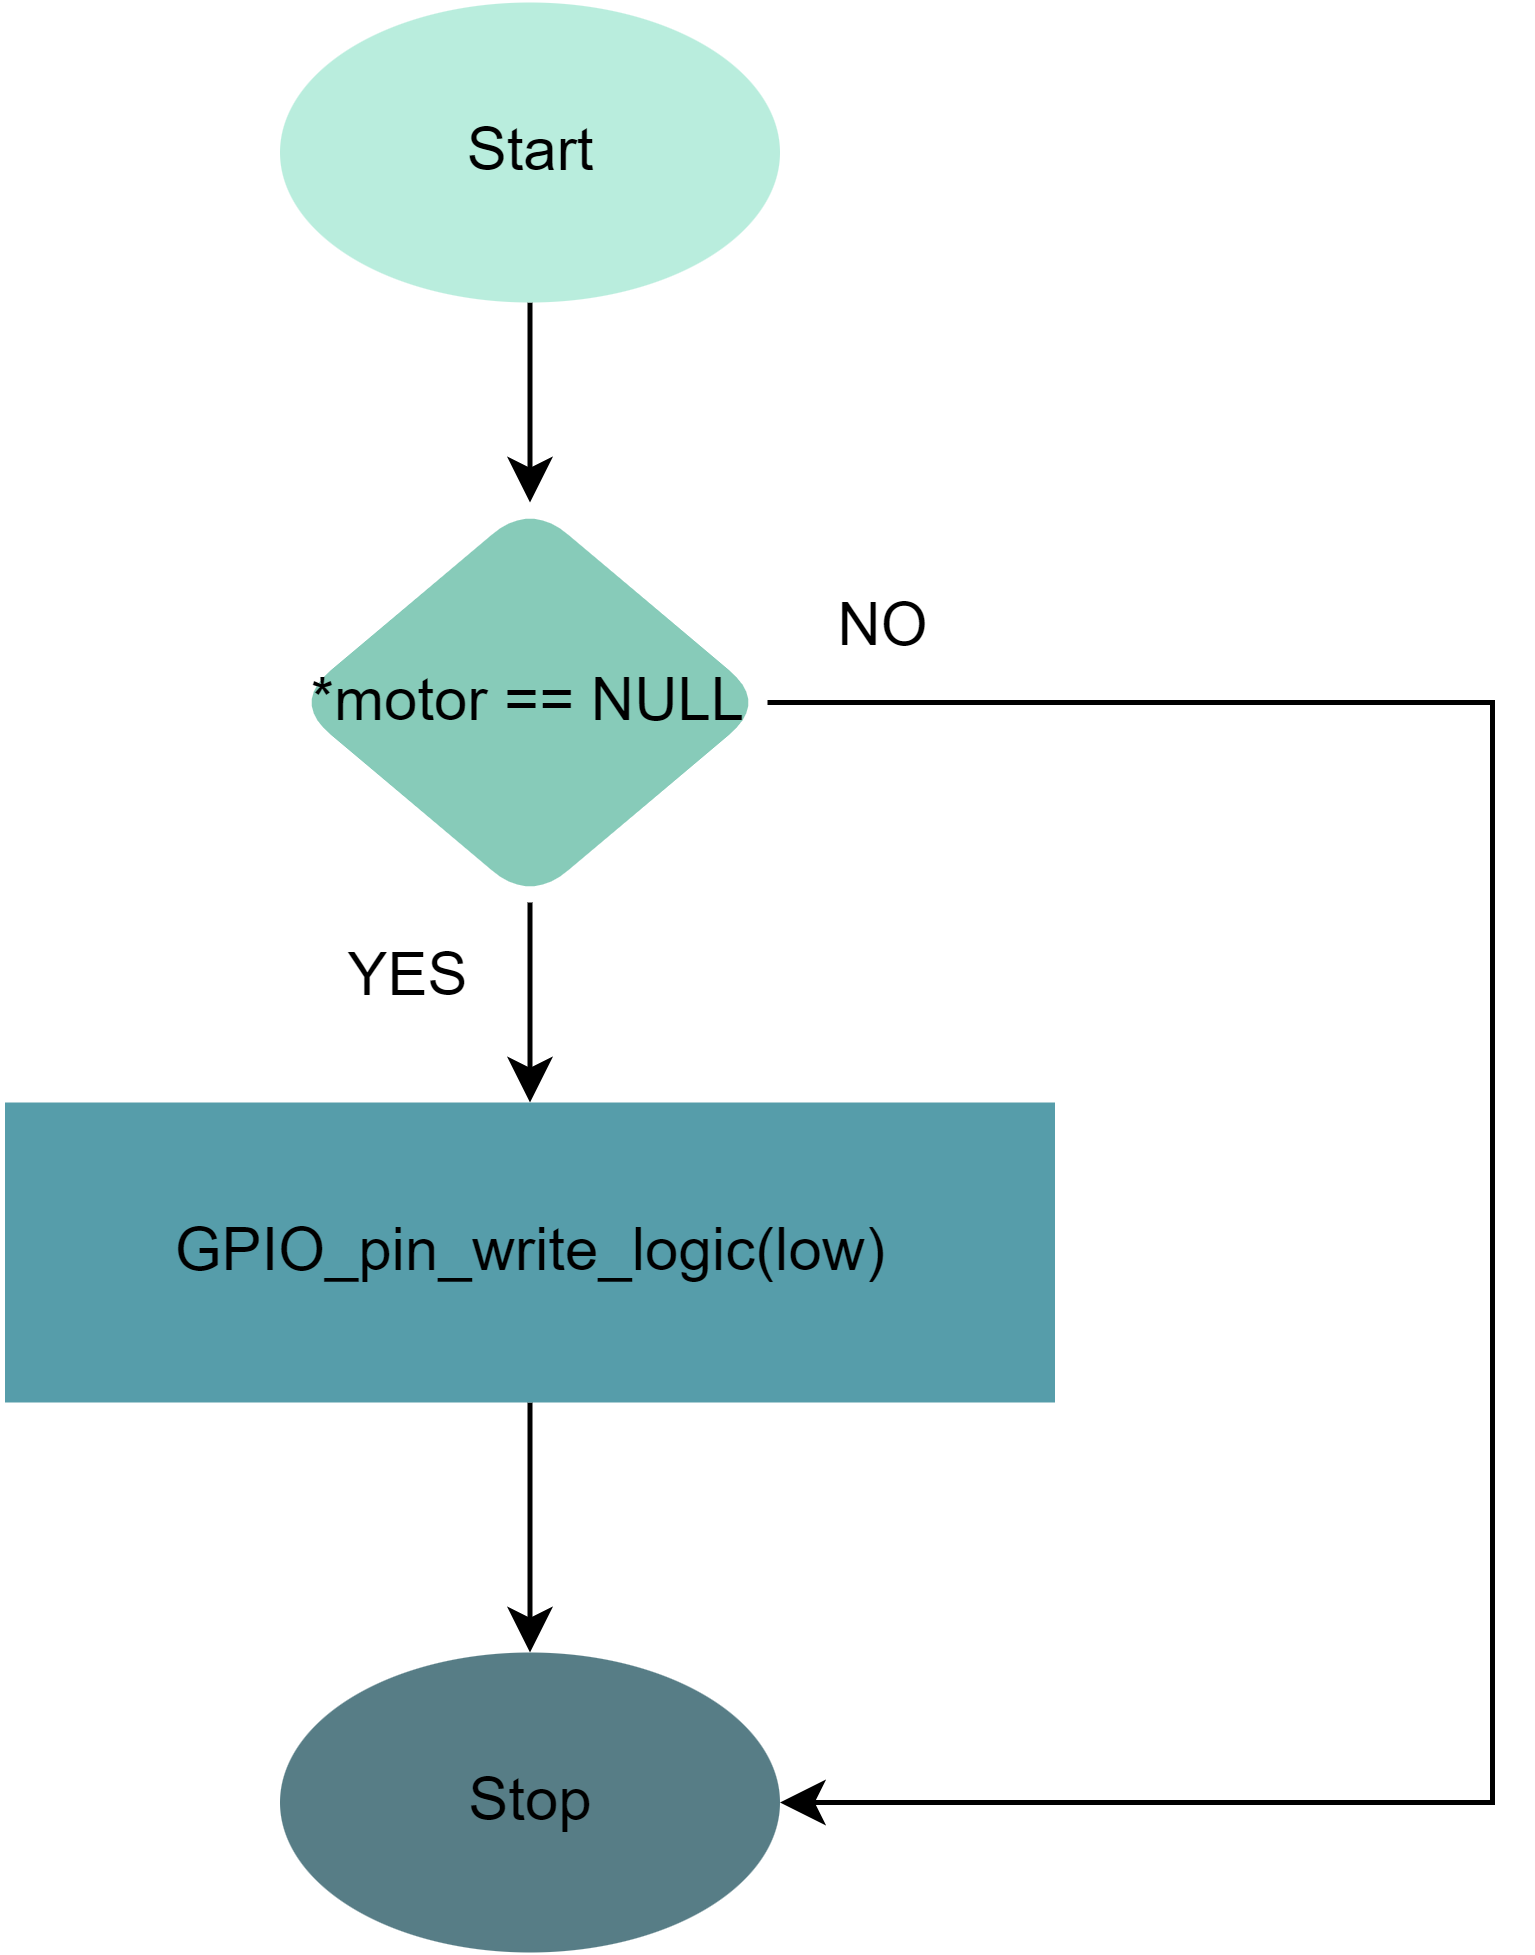 Start
*motor == NULL
NO
YES
GPIO_pin_write_logic(low)
Stop